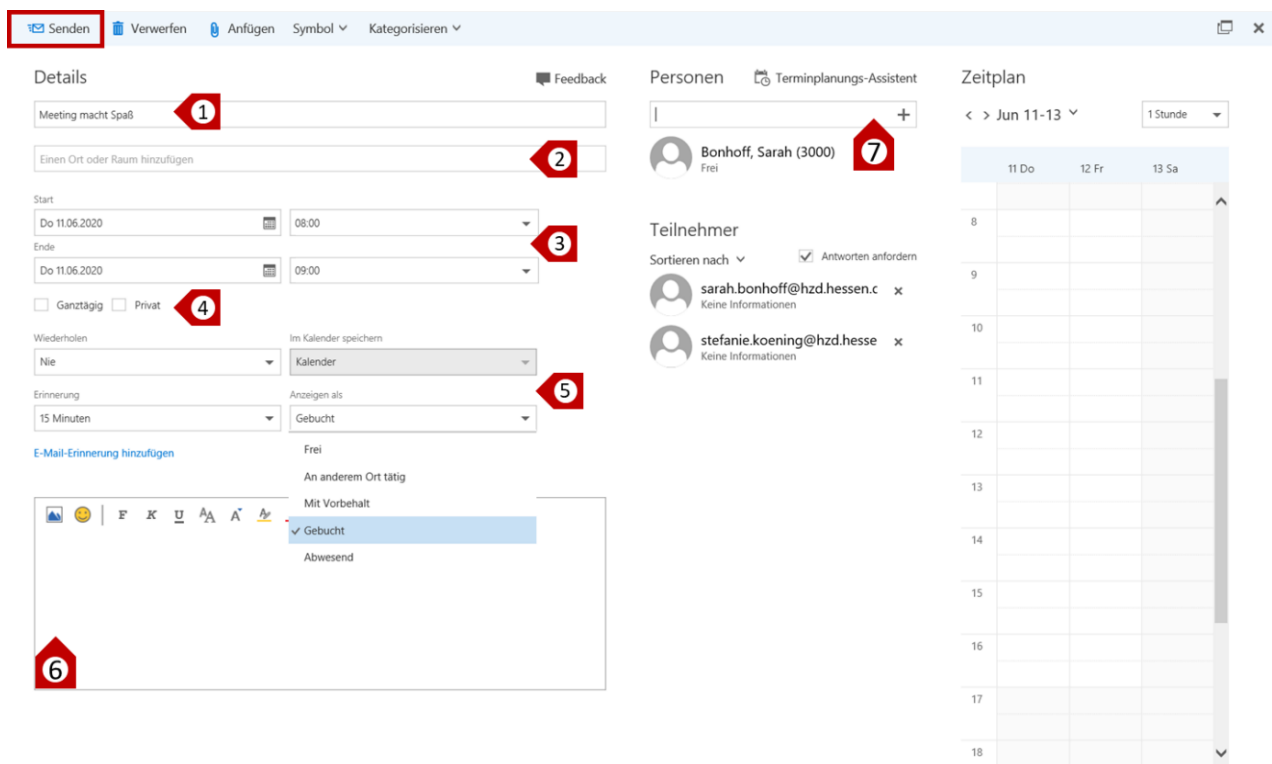 Senden Verwerfen Anfügen Symbol Kategorisieren
Details Feedback
Meeting macht Spaß 1
Einen Ort oder Raum hinzufügen 2
Start
Do 11.06.2020 08:00
3
Ende
Do 11.06.2020 09:00
Ganztägig Privat 4
Wiederholen Im Kalender speichern
Nie Kalender
5
Erinnerung Anzeigen als
15 Minuten Gebucht
E-Mail-Erinnerung hinzufügen
Frei
An anderem Ort tätig
Mit Vorbehalt
Gebucht
Abwesend
F K U AA A
6
Personen Terminplanungs-Assistent
7
Bonhoff, Sarah (3000)
Frei
Teilnehmer
Sortieren nach Antworten anfordern
sarah.bonhoff@hzd.hessen.c
Keine Informationen
stefanie.koening@hzd.hesse
Keine Informationen
Zeitplan
Jun 11-13 1 Stunde
11 Do 12 Fr 13 Sa
8
9
10
11
12
13
14
15
16
17
18